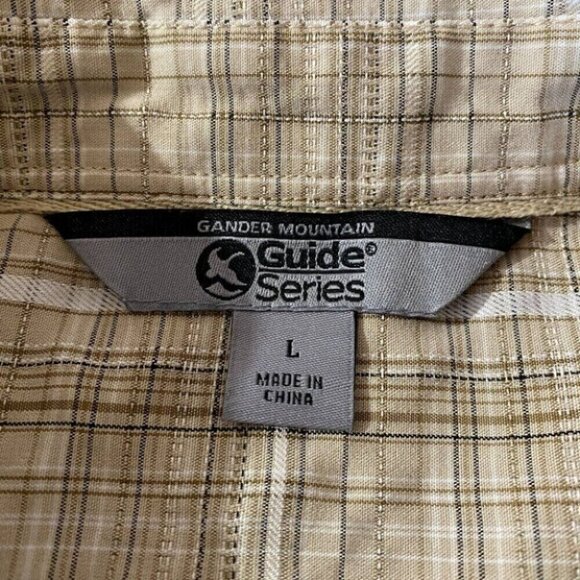 GANDER MOUNTAIN
Guide®
Series
L
MADE IN
CHINA